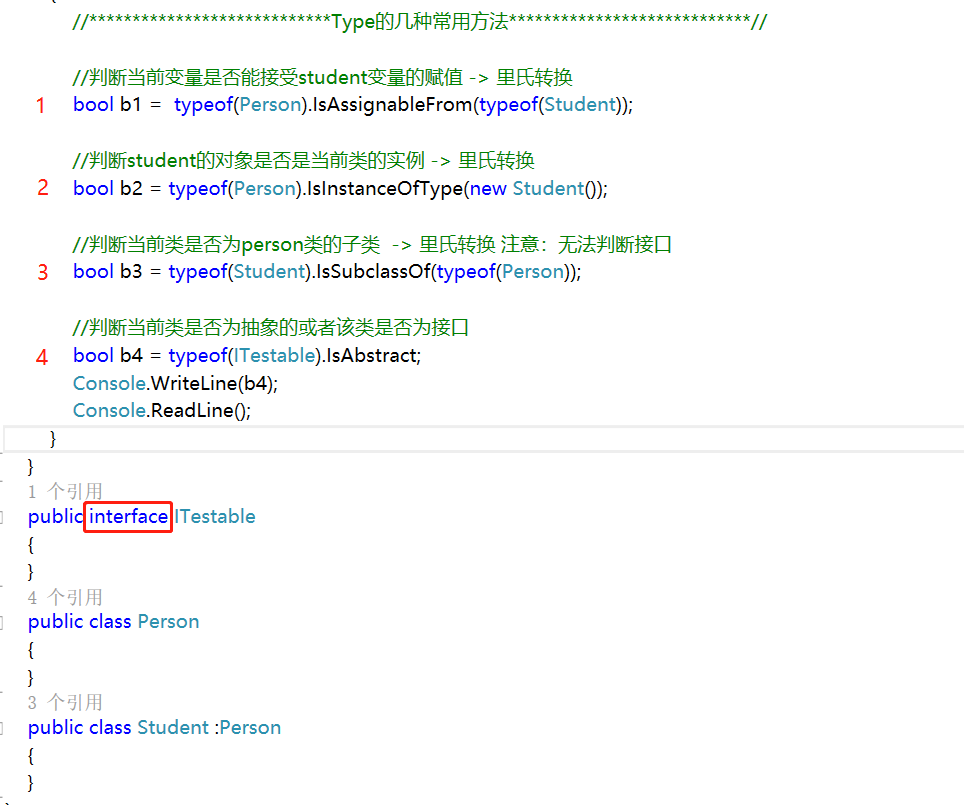 //****************************Type的几种常用方法****************************//
//判断当前变量是否能接受student变量的赋值 -> 里氏转换
1 bool b1 =  typeof(Person).IsAssignableFrom(typeof(Student));
//判断student的对象是否是当前类的实例 -> 里氏转换
2 bool b2 = typeof(Person).IsInstanceOfType(new Student());
//判断当前类是否为person类的子类  -> 里氏转换 注意：无法判断接口
3 bool b3 = typeof(Student).IsSubclassOf(typeof(Person));
//判断当前类是否为抽象的或者该类是否为接口
4 bool b4 = typeof(ITestable).IsAbstract;
Console.WriteLine(b4);
Console.ReadLine();
}
}
1 个引用
public interface ITestable
{
}
4 个引用
public class Person
{
}
3 个引用
public class Student :Person
{
}